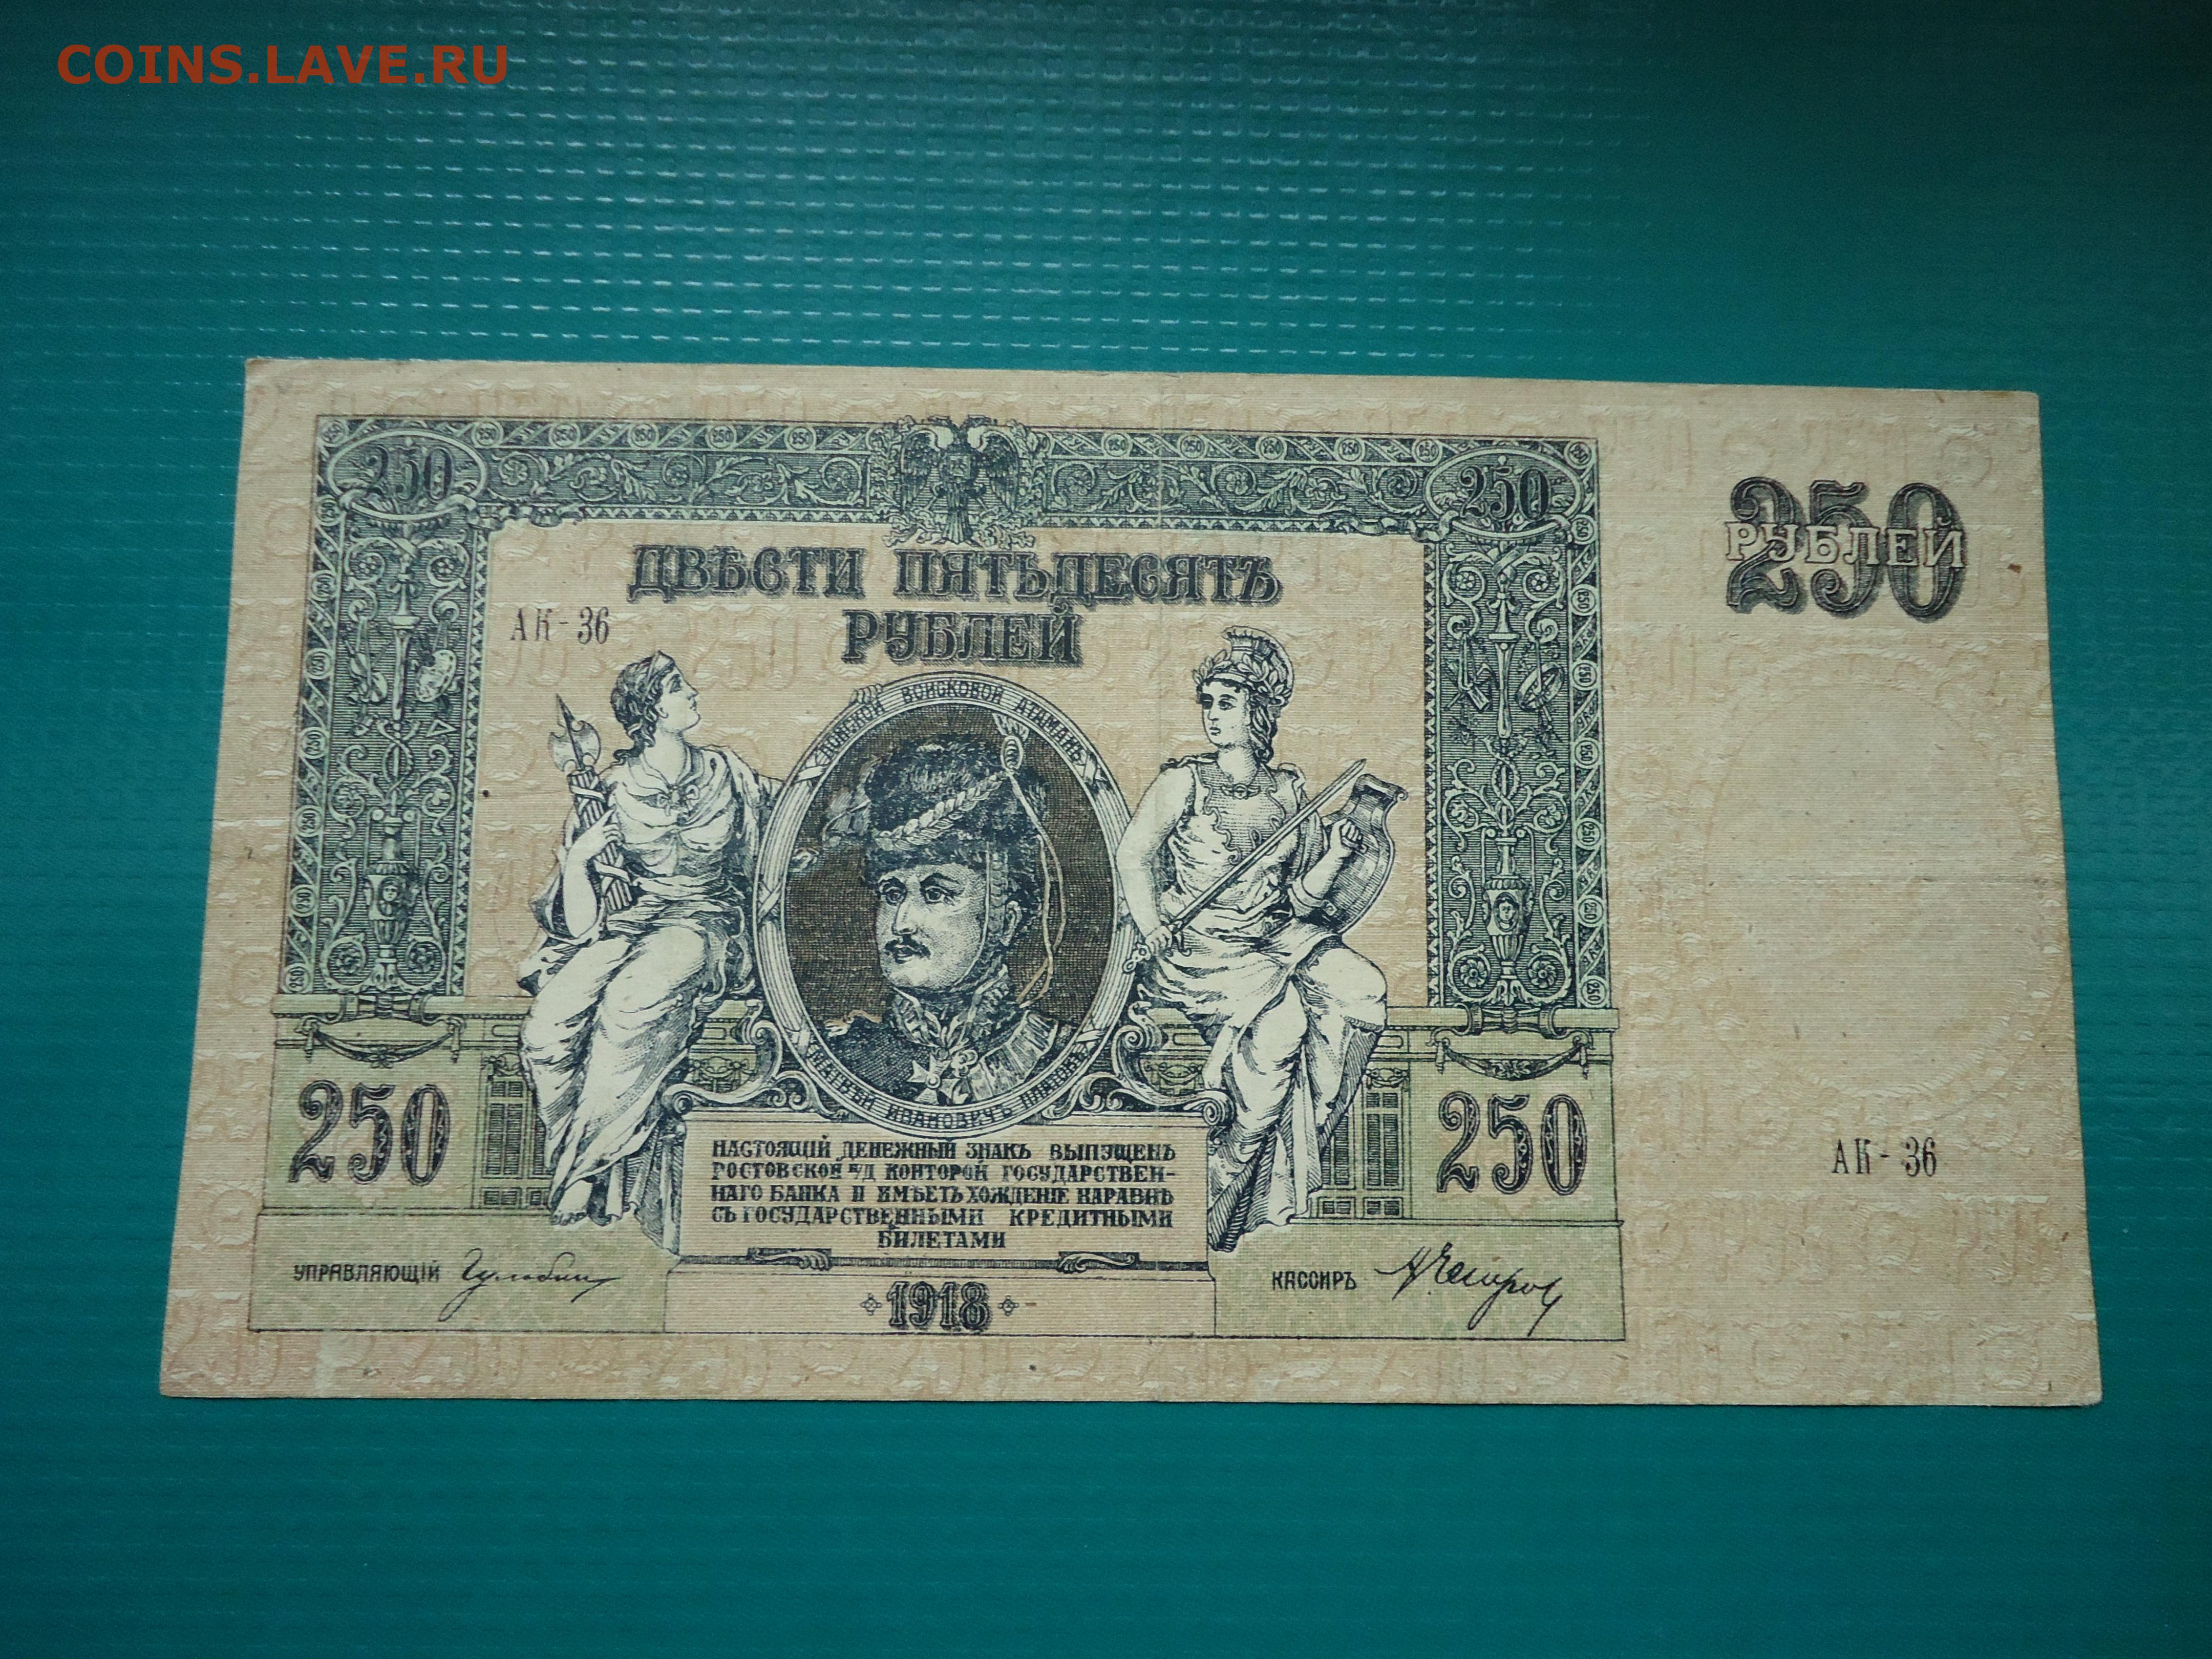 COINS.LAVE.RU
250
250
ДВѢСТИ ПЯТЬДЕСЯТЪ
РУБЛЕЙ
250
РУБЛЕЙ
АК - 36
ДОНСКОЙ ВОЙСКОВОЙ АТАМАНЪ
ИВАНОВИЧЪ ПЛАТОВЪ
250
250
НАСТОЯЩІЙ ДЕНЕЖНЫЙ ЗНАКЪ ВЫПУЩЕНЪ
РОСТОВСКОЙ н/Д КОНТОРОЙ ГОСУДАРСТВЕН-
НАГО БАНКА И ИМѢЕТЪ ХОЖДЕНІЕ НАРАВНѢ
СЪ ГОСУДАРСТВЕННЫМИ КРЕДИТНЫМИ
БИЛЕТАМИ
АК - 36
УПРАВЛЯЮЩІЙ
КАССИРЪ
1918